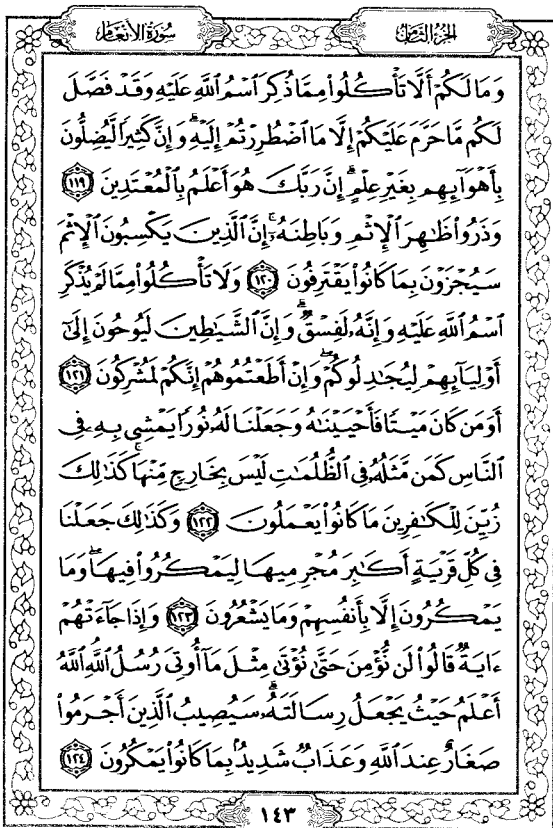 سُورَةُ الأَنعَام
الجُزءُ الثَّامِنُ
وَمَا لَكُمْ أَلَّا تَأْكُلُوا۟ مِمَّا ذُكِرَ ٱسْمُ ٱللَّهِ عَلَيْهِ وَقَدْ فَصَّلَ
لَكُم مَّا حَرَّمَ عَلَيْكُمْ إِلَّا مَا ٱضْطُرِرْتُمْ إِلَيْهِ ۗ وَإِنَّ كَثِيرًا لَّيُضِلُّونَ
بِأَهْوَآئِهِم بِغَيْرِ عِلْمٍ ۗ إِنَّ رَبَّكَ هُوَ أَعْلَمُ بِٱلْمُعْتَدِينَ ١١٩
وَذَرُوا۟ ظَـٰهِرَ ٱلْإِثْمِ وَبَاطِنَهُۥٓ ۚ إِنَّ ٱلَّذِينَ يَكْسِبُونَ ٱلْإِثْمَ
سَيُجْزَوْنَ بِمَا كَانُوا۟ يَقْتَرِفُونَ ١٢٠ وَلَا تَأْكُلُوا۟ مِمَّا لَمْ يُذْكَرِ
ٱسْمُ ٱللَّهِ عَلَيْهِ وَإِنَّهُۥ لَفِسْقٌ ۗ وَإِنَّ ٱلشَّيَـٰطِينَ لَيُوحُونَ إِلَىٰٓ
أَوْلِيَآئِهِمْ لِيُجَـٰدِلُوكُمْ ۖ وَإِنْ أَطَعْتُمُوهُمْ إِنَّكُمْ لَمُشْرِكُونَ ١٢١
أَوَمَن كَانَ مَيْتًا فَأَحْيَيْنَـٰهُ وَجَعَلْنَا لَهُۥ نُورًا يَمْشِى بِهِۦ فِى
ٱلنَّاسِ كَمَن مَّثَلُهُۥ فِى ٱلظُّلُمَـٰتِ لَيْسَ بِخَارِجٍ مِّنْهَا ۚ كَذَٰلِكَ
زُيِّنَ لِلْكَـٰفِرِينَ مَا كَانُوا۟ يَعْمَلُونَ ١٢٢ وَكَذَٰلِكَ جَعَلْنَا
فِى كُلِّ قَرْيَةٍ أَكَـٰبِرَ مُجْرِمِيهَا لِيَمْكُرُوا۟ فِيهَا ۖ وَمَا
يَمْكُرُونَ إِلَّا بِأَنفُسِهِمْ وَمَا يَشْعُرُونَ ١٢٣ وَإِذَا جَآءَتْهُمْ
ءَايَةٌ قَالُوا۟ لَن نُّؤْمِنَ حَتَّىٰ نُؤْتَىٰ مِثْلَ مَآ أُوتِىَ رُسُلُ ٱللَّهِ ۘ ٱللَّهُ
أَعْلَمُ حَيْثُ يَجْعَلُ رِسَالَتَهُۥ ۗ سَيُصِيبُ ٱلَّذِينَ أَجْرَمُوا۟
صَغَارٌ عِندَ ٱللَّهِ وَعَذَابٌ شَدِيدٌۢ بِمَا كَانُوا۟ يَمْكُرُونَ ١٢٤
١٤٣